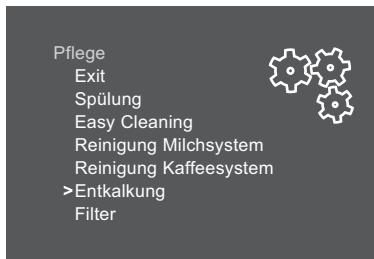 Pflege
Exit
Spülung
Easy Cleaning
Reinigung Milchsystem
Reinigung Kaffeesystem
>Entkalkung
Filter